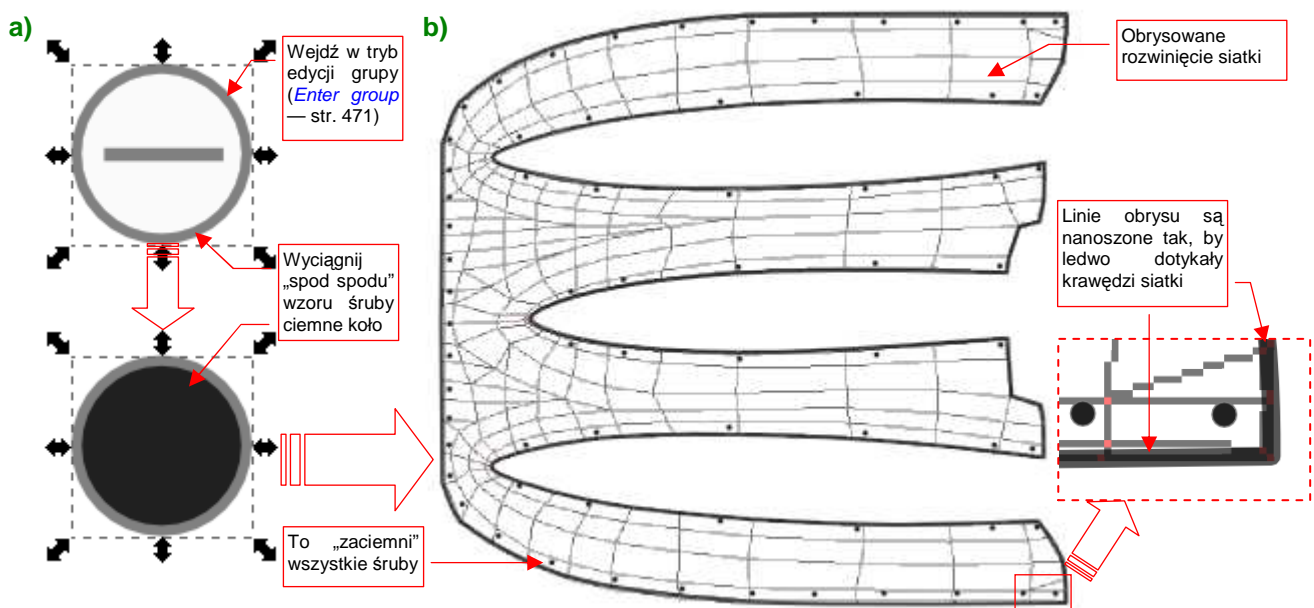 a)
Wejdź w tryb
edycji grupy
(Enter group
— str. 471)
Wyciągnij
„spod spodu”
wzoru śruby
ciemne koło
b)
Obrysowane
rozwinięcie siatki
Linie obrysu są
nanoszone tak, by
ledwo dotykały
krawędzi siatki
To „zaciemni”
wszystkie śruby